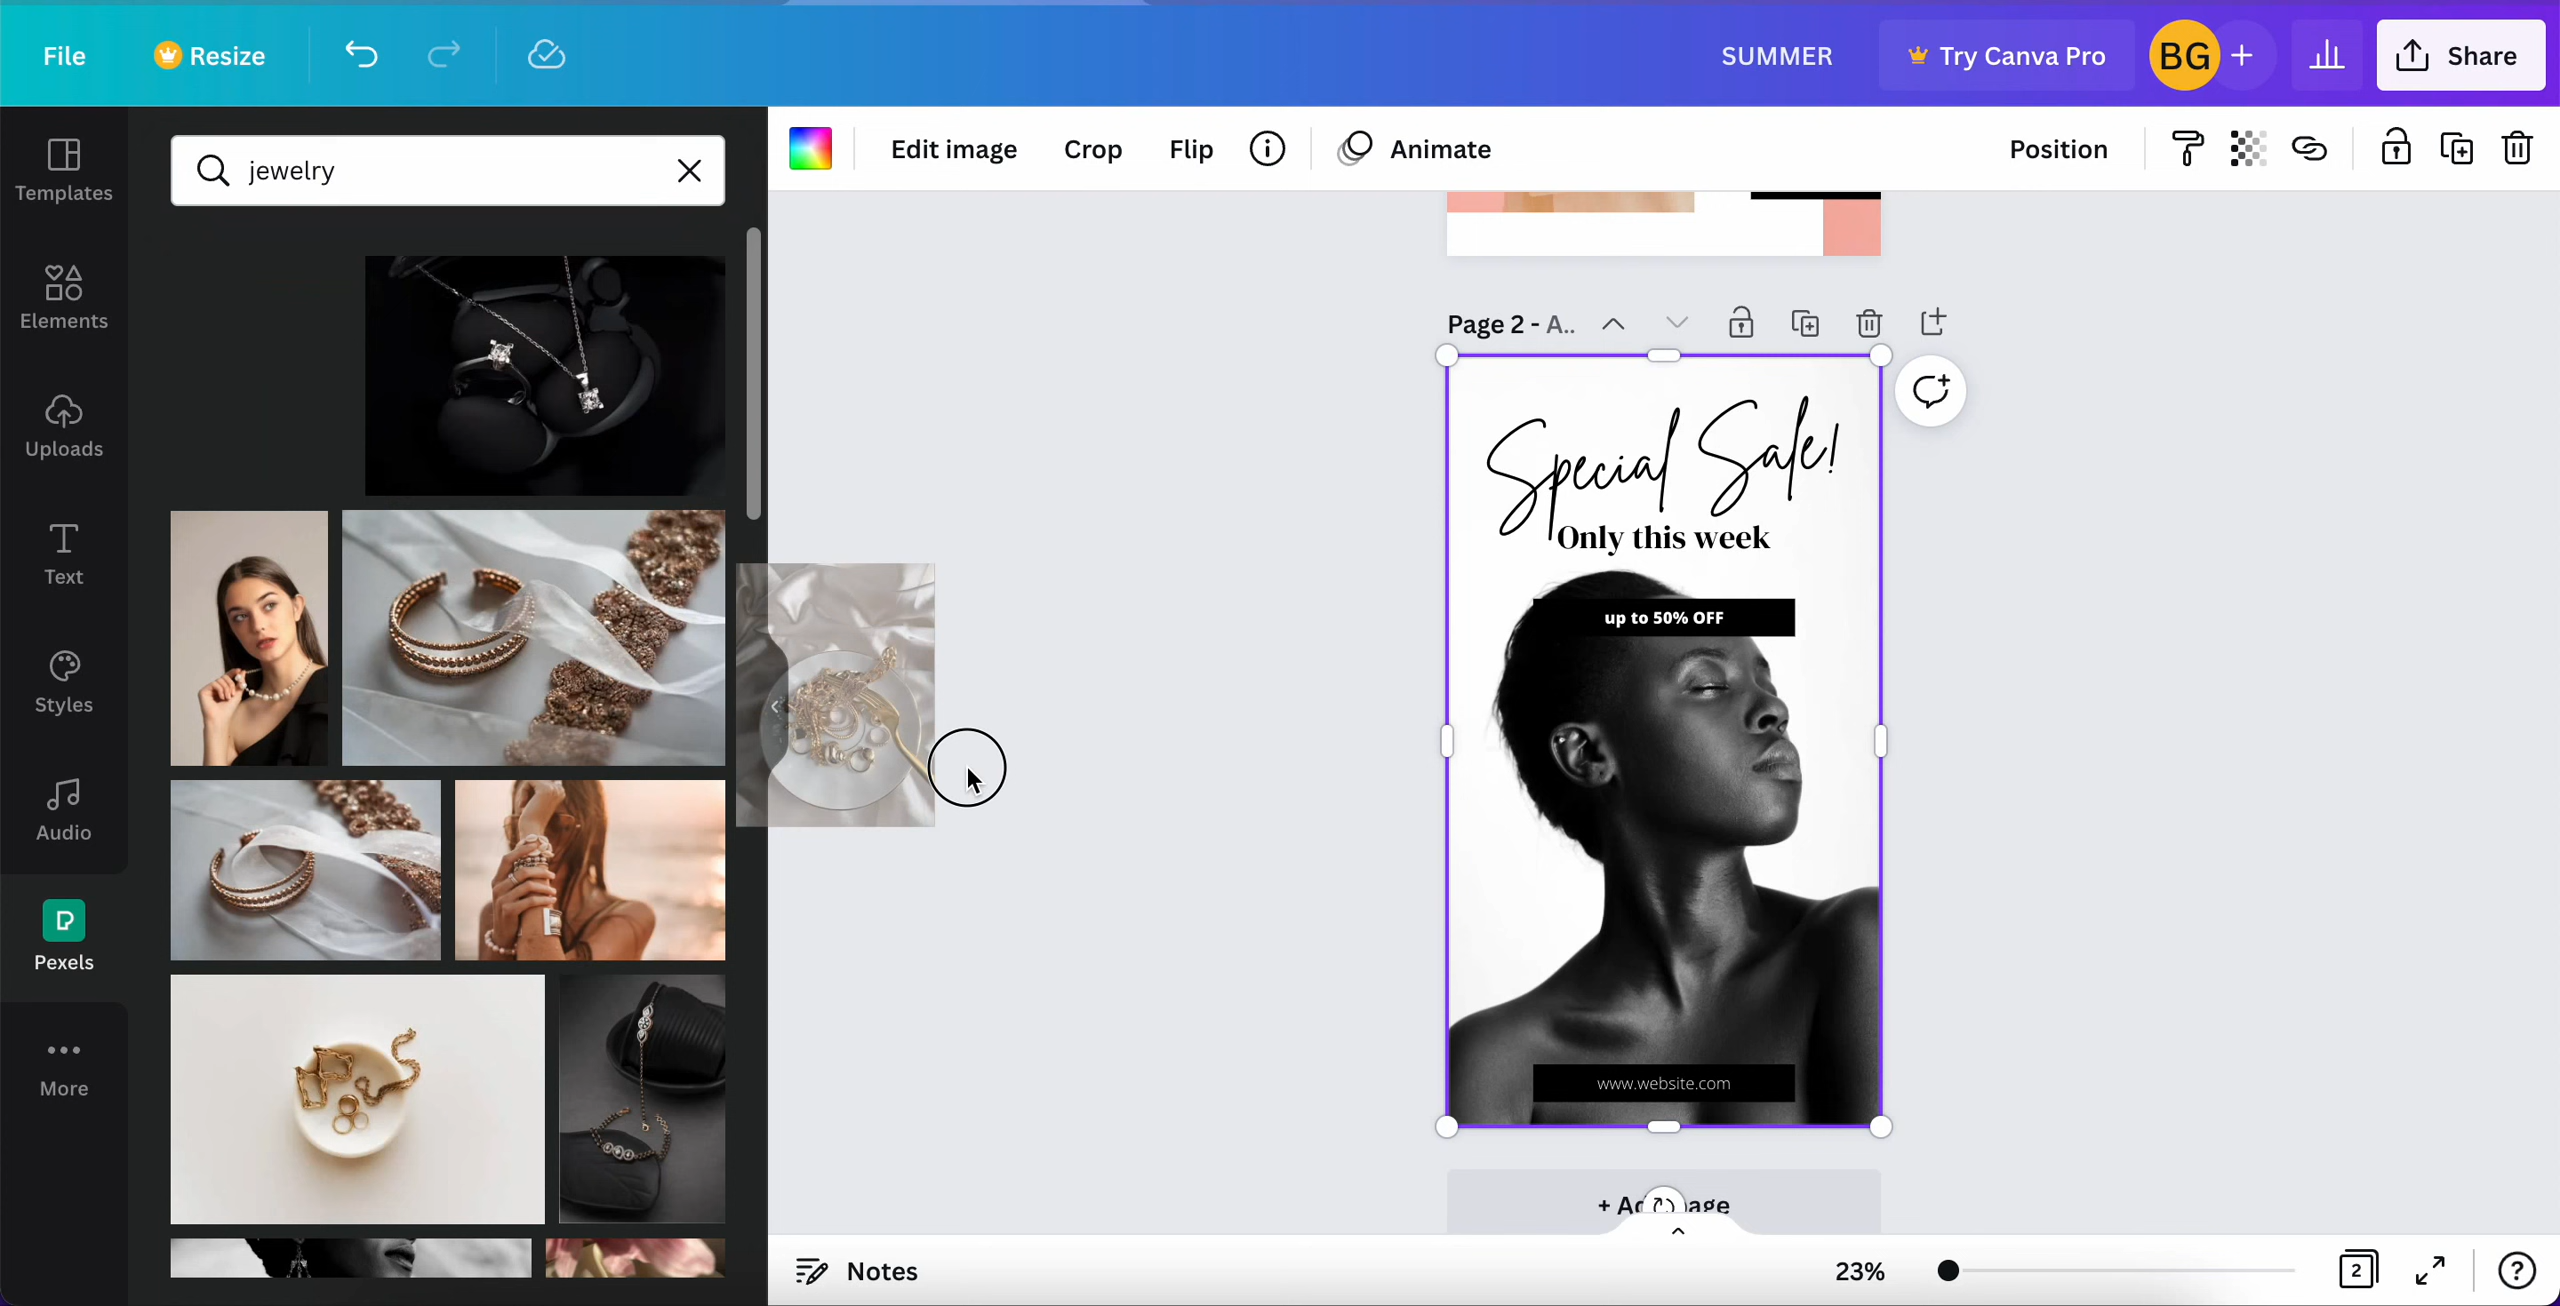 File
Resize
SUMMER
Try Canva Pro
BG
Share
jewelry
Edit image
Crop
Flip
Animate
Position
Templates
Elements
Uploads
Text
Styles
Audio
Pexels
More
Page 2 - A..
Special Sale!
Only this week
up to 50% OFF
www.website.com
+ Ad
age
Notes
23%
2